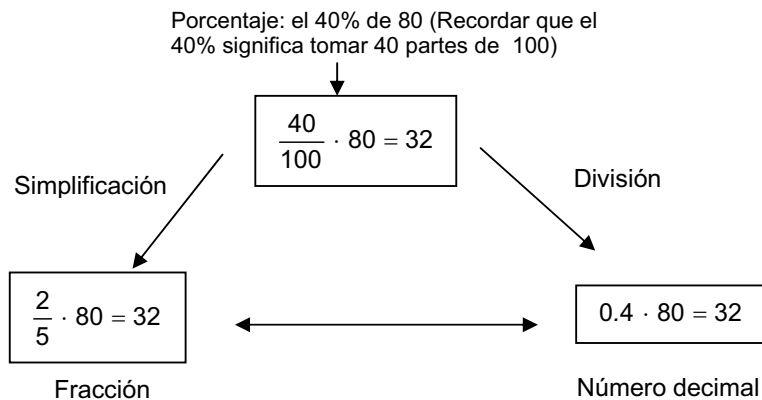 Porcentaje: el 40% de 80 (Recordar que el
40% significa tomar 40 partes de 100)
40/100 · 80 = 32
Simplificación
División
2/5 · 80 = 32
0.4 · 80 = 32
Fracción
Número decimal